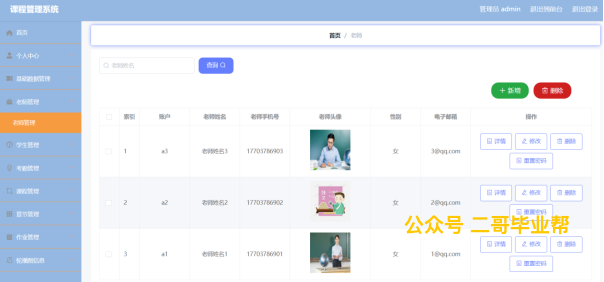 课程管理系统
管理员 admin 退出到前台 退出登录
首页
个人中心
基础数据管理
老师管理
老师管理
学生管理
考勤管理
课程管理
章节管理
作业管理
轮播图信息
首页 / 老师
老师姓名
查询
+ 新增
删除
索引 账户 老师姓名 老师手机号 老师头像 性别 电子邮箱 操作
1 a3 老师姓名3 17703786903 女 3@qq.com 详情 修改 删除
重置密码
2 a2 老师姓名2 17703786902 女 2@qq.com 详情 修改 删除
重置密码
3 a1 老师姓名1 17703786901 女 1@qq.com 详情 修改 删除
重置密码
公众号 二哥毕业帮